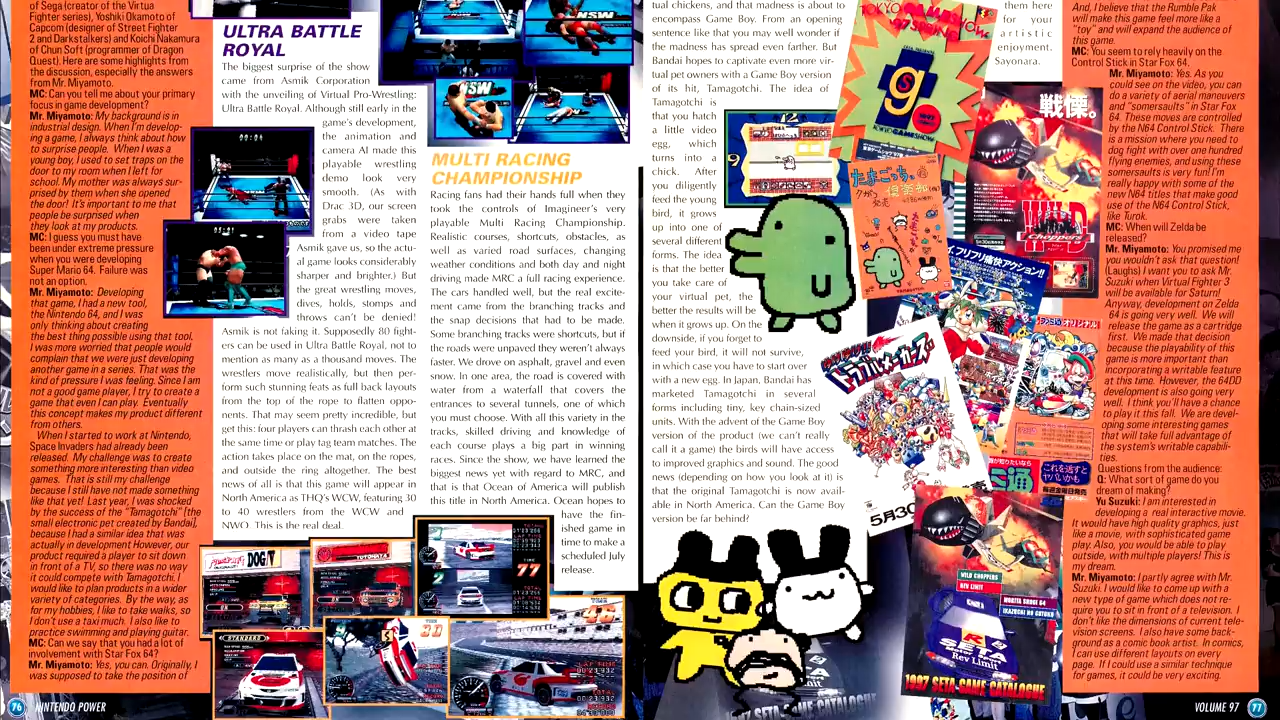 of Sega (creator of the Virtua
Fighter series), Yoshiki Okamoto of
Capcom (designer of Street Fighter
2 and Darkstalkers) and Koichi Nakamura
of Chun Soft (programmer of Dragon
Quest). Here are some highlights from
the discussion, especially the answers
from Mr. Miyamoto.
MC: Can you tell me about your primary
focus in game development?
Mr. Miyamoto: My background is in
industrial design. When I'm develop-
ing a game, I always think about how
to surprise people. When I was a
young boy, I used to set traps on the
door to my room when I left for
school. My mother was always sur-
prised by them when she opened
the door! It's important to me that
people be surprised when
they look at my products.
MC: I guess you must have
been under extreme pressure
when you were developing
Super Mario 64. Failure was
not an option.
Mr. Miyamoto: Developing
that game, I had a new tool,
the Nintendo 64, and I was
only thinking about creating
the best thing possible using that tool.
I was more worried that people would
complain that we were just developing
another game in a series. That was the
kind of pressure I was feeling. Since I am
not a good game player, I try to create a
game that even I can play. Eventually
this concept makes my product different
from others.
When I started to work at Nintendo,
Space Invaders had already been
released. My challenge was to create
something more interesting than video
games. That is still my challenge
because I still have not made something
like that yet! Last year, I was shocked
by the success of the "Tamagotchi" [the
small electronic pet created by Bandai],
because I had a similar idea that was
actually in development However, our
product required a player to sit down
in front of a TV, so there was no way
it could compete with Tamagotchi. I
would like to plan products in a wider
variety of categories. By the way, as
for my hobbies, I like to take walks, so
I don't use a taxi much. I also like to
practice swimming and playing guitar.
MC: Can we say that you had a lot of
involvement with Star Fox 64?
Mr. Miyamoto: Yes, you can. Originally, I
was supposed to take the position of
76 NINTENDO POWER
ULTRA BATTLE
ROYAL
The biggest surprise of the show
came from Asmik Corporation
with the unveiling of Virtual Pro-Wrestling:
Ultra Battle Royal. Although still early in the
game's development,
the animation and
camera AI made this
playable wrestling
demo look very
smooth. (As with
Drac 3D, our screen
grabs were taken
from a video tape
Asmik gave us, so the actu-
al game looks considerably
sharper and brighter.) But
the great wrestling moves,
dives, holds, stomps and
throws can't be denied!
Asmik is not faking it. Supposedly 80 fight-
ers can be used in Ultra Battle Royal, not to
mention as many as a thousand moves. The
wrestlers move realistically, but then per-
form such stunning feats as full back layouts
from the top of the rope to flatten oppo-
nents. That may seem pretty incredible, but
get this: four players can thrash each other at
the same time or play tag team matches. The
action takes place on the mat, on the ropes,
and outside the ring altogether. The best
news of all is that this game will appear in
North America as THQ's WCW, featuring 30
to 40 wrestlers from the WCW and
NWO. This is the real deal.
MULTI RACING
CHAMPIONSHIP
Racing fans had their hands full when they
took the controls of Imagineer's very
playable Multi Racing Championship.
Realistic courses, shortcuts, obstacles, as
well as varied road surfaces, changing
weather conditions and both day and night
driving made MRC a full racing experience.
The cars handled well, but the real excite-
ment came from the branching tracks and
the snap decisions that had to be made.
Some branching tracks were shortcuts, but if
the roads were unpaved they weren't always
faster. We drove on asphalt, gravel and even
snow. In one area, the road is covered with
water from a waterfall that covers the
entrances to several tunnels, one of which
you must choose. With all this variety in the
tracks, skilled driving and knowledge of
each course plays a big part in winning
races. Since the show, we have learned the
biggest news yet with regard to MRC, and
that is that Ocean of America will publish
this title in North America. Ocean hopes to
have the fin-
ished game in
time to make a
scheduled July
release.
tual chickens, and that madness is about to
encompass Game Boy. From an opening
sentence like that you may well wonder if
the madness has spread even farther. But
Bandai hopes to captivate even more vir-
tual pet owners with a Game Boy version
of its hit, Tamagotchi. The idea of
Tamagotchi is
that you hatch
a little video
egg, which
turns into a
chick. After
you diligently
feed the young
bird, it grows
up into one of
several different
forms. The idea
is that the better
you take care of
your virtual pet, the
better the results will be
when it grows up. On the
downside, if you forget to
feed your bird, it will not survive,
in which case you have to start over
with a new egg. In Japan, Bandai has
marketed Tamagotchi in several
forms including tiny, key chain-sized
units. With the advent of the Game Boy
version of the product (we can't really
call it a game) the birds will have access
to improved graphics and sound. The good
news (depending on how you look at it) is
that the original Tamagotchi is now avail-
able in North America. Can the Game Boy
version be far behind?
them here
for your
artistic
enjoyment.
Sayonara.
戦慄。
TOKYO GAME SHOW
Choppers
5月30
WILD CHOPPERS
REV LIMIT
MORITA SHOGI 64
Rev Limit
1997 SETA GAME CATALOGUE
And, I believe that the Rumble Pak
will make this game feel more like a
"toy" and will expand the audience of
this game.
MC: You seem to rely heavily on the
Control Stick in Star Fox 64.
Mr. Miyamoto: Yes. As you
could see on the video, you can
do a variety of aerial maneuvers
and "somersaults" in Star Fox
64. These moves are controlled
by the N64 Control Stick. There
is a mission where you need to
dog fight with over one hundred
flying enemies, and using these
somersaults is very fun! I'm
really happy with some of the
new N64 titles that make good
use of the N64 Control Stick,
like Turok.
MC: When will Zelda be
released?
Mr. Miyamoto: You promised me
you wouldn't ask that question!
(Laughs) I want you to ask Mr.
Suzuki when Virtual Fighter 3
will be available for Saturn!
Anyway, development on Zelda
64 is going very well. We will
release the game as a cartridge
first. We made that decision
because the playability of this
game is more important than
incorporating a writable feature
at this time. However, the 64DD
development is also going very
well. I think you'll have a chance
to play it this fall. We are devel-
oping some interesting games
that will take full advantage of
the system's writable capabili-
ties.
Questions from the audience:
Q: What sort of game do you
dream of making?
Yu Suzuki: I am interested in
developing a real interactive movie.
It would have high-end graphics
like a movie, with sophisticated game
play. Also, you would be able to play
outside, with multiple players! This is
my dream.
Mr. Miyamoto: I partly agree with Mr.
Suzuki. I would like to come up with a
new type of game which does not re-
quire you to sit in front of a television. I
don't like the dimensions of current tele-
vision screens. I also have some back-
ground as a comic book artist. In comics,
I can use different layouts on every
page. If I could use a similar technique
for games, it could be very exciting.
VOLUME 97 77